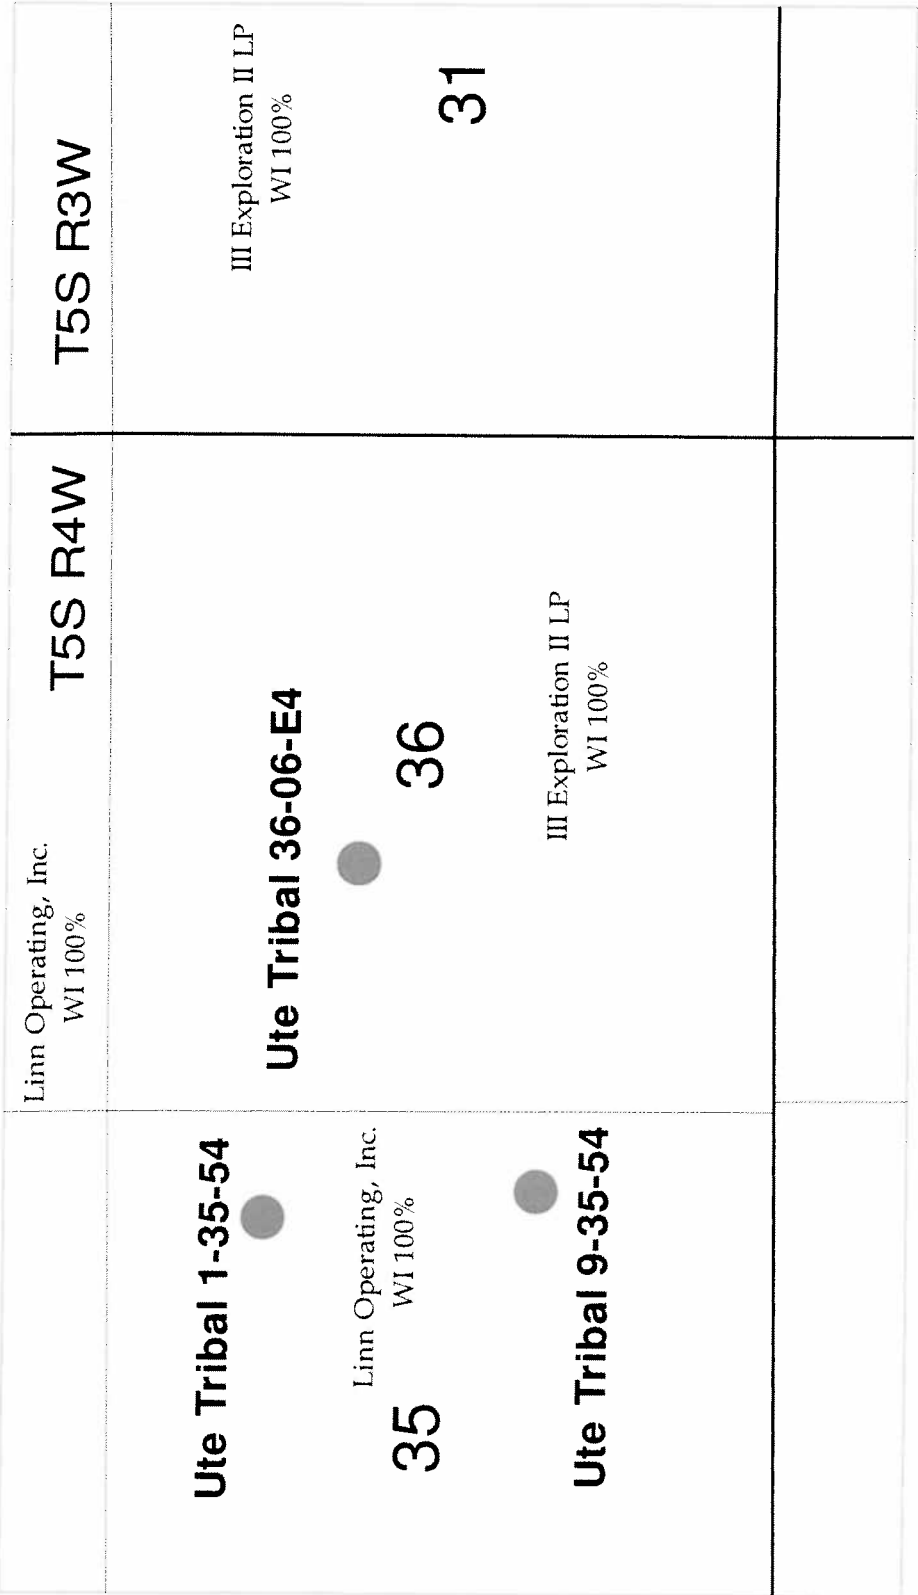 Linn Operating, Inc.
WI 100%
T5S R4W
T5S R3W
Ute Tribal 1-35-54
Linn Operating, Inc.
WI 100%
35
Ute Tribal 9-35-54
Ute Tribal 36-06-E4
36
III Exploration II LP
WI 100%
III Exploration II LP
WI 100%
31